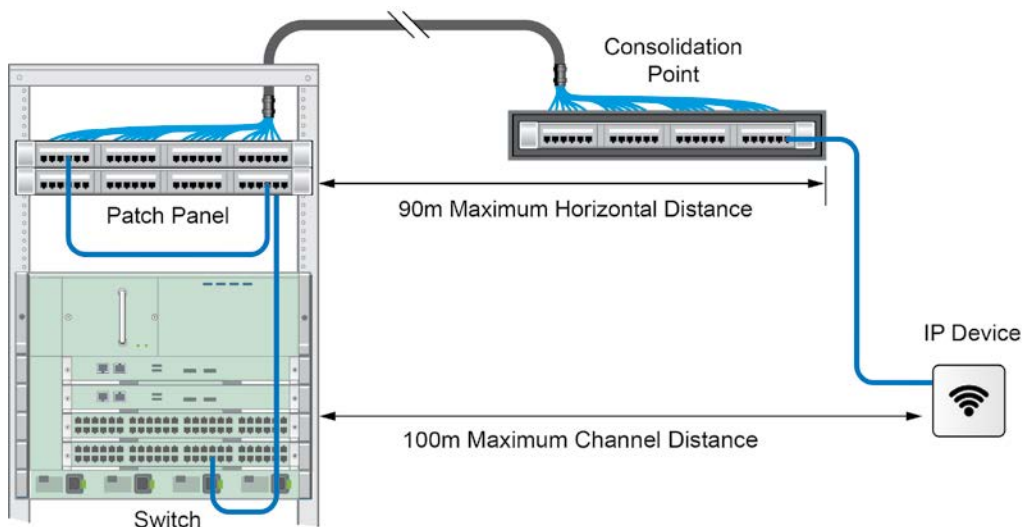 Consolidation
Point
Patch Panel
90m Maximum Horizontal Distance
IP Device
100m Maximum Channel Distance
Switch